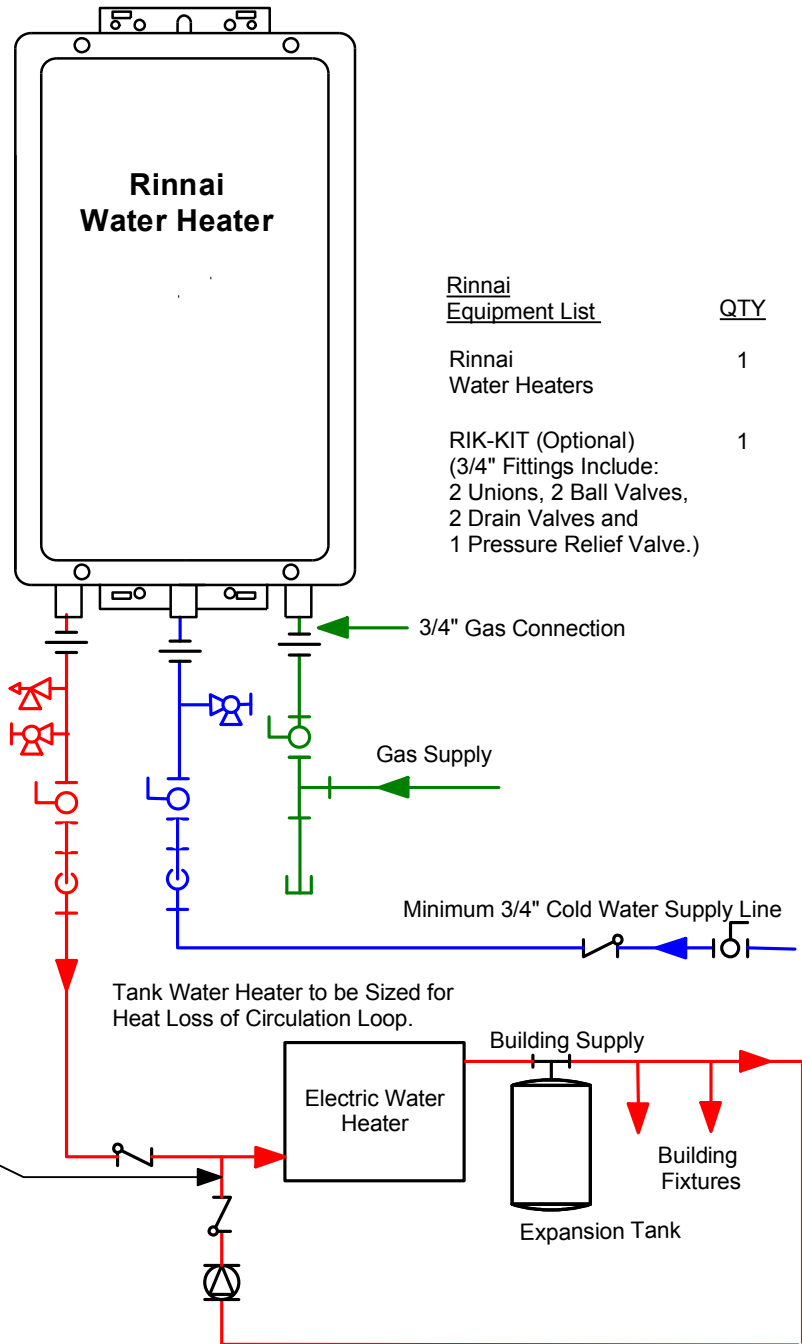 Rinnai
Water Heater
Rinnai
Equipment List QTY
Rinnai 1
Water Heaters
RIK-KIT (Optional) 1
(3/4" Fittings Include:
2 Unions, 2 Ball Valves,
2 Drain Valves and
1 Pressure Relief Valve.)
3/4" Gas Connection
Gas Supply
Minimum 3/4" Cold Water Supply Line
Tank Water Heater to be Sized for
Heat Loss of Circulation Loop.
Building Supply
Electric Water
Heater
Building
Fixtures
Expansion Tank